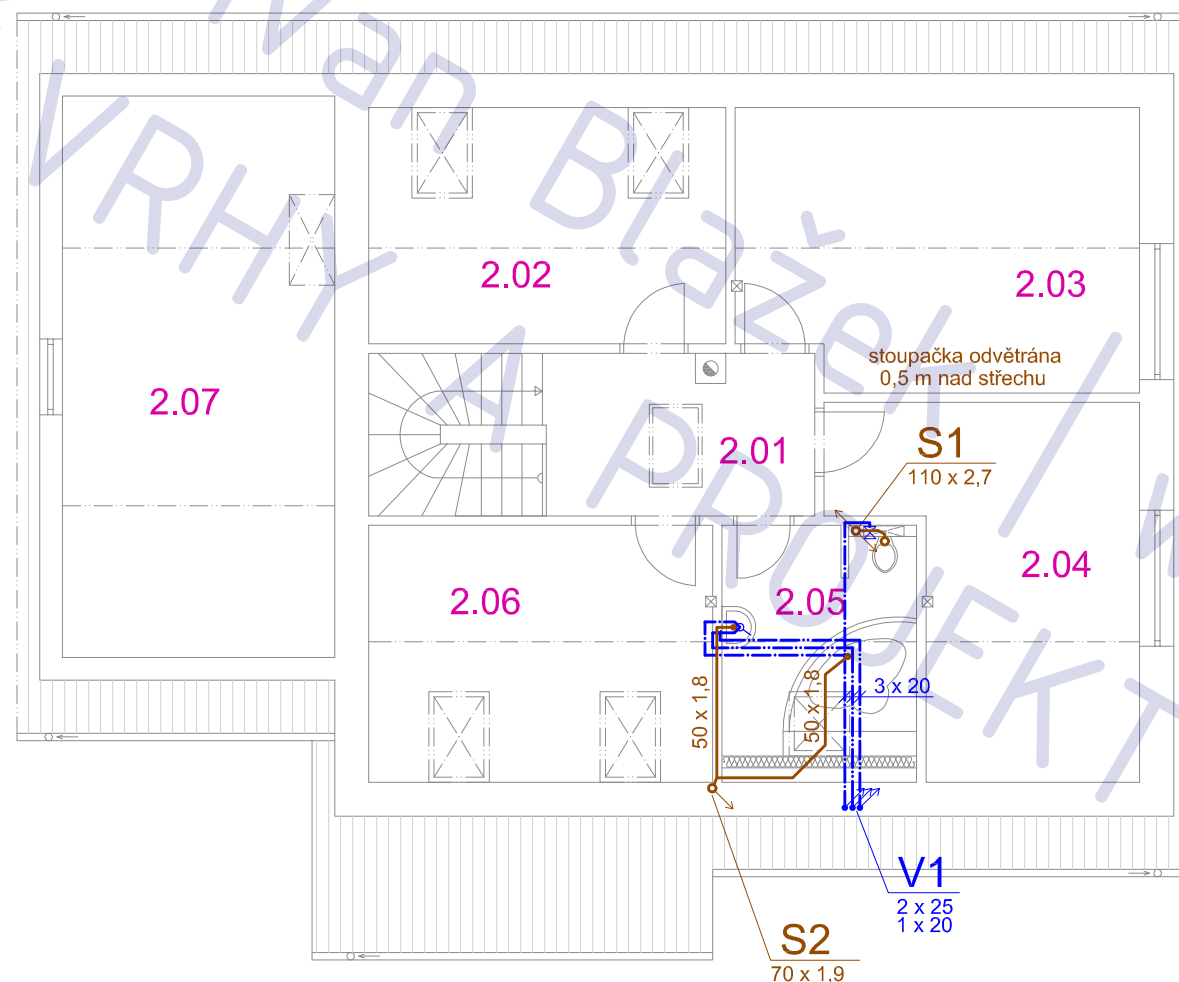 Ivan Blažek / w
VRHY A PROJEKT
2.02
2.03
stoupačka odvětrána
0,5 m nad střechu
2.07
2.01
S1
110 x 2,7
2.04
2.06
2.05
50 x 1,8
50 x 1,8
3 x 20
V1
2 x 25
1 x 20
S2
70 x 1,9